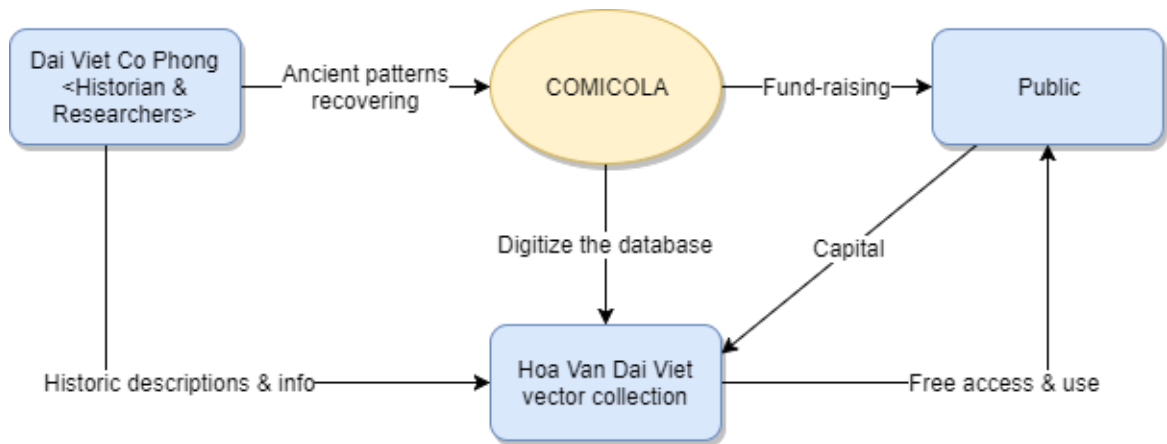 Dai Viet Co Phong
<Historian &
Researchers>
Ancient patterns
recovering
COMICOLA
Fund-raising
Public
Digitize the database
Capital
Historic descriptions & info
Hoa Van Dai Viet
vector collection
Free access & use